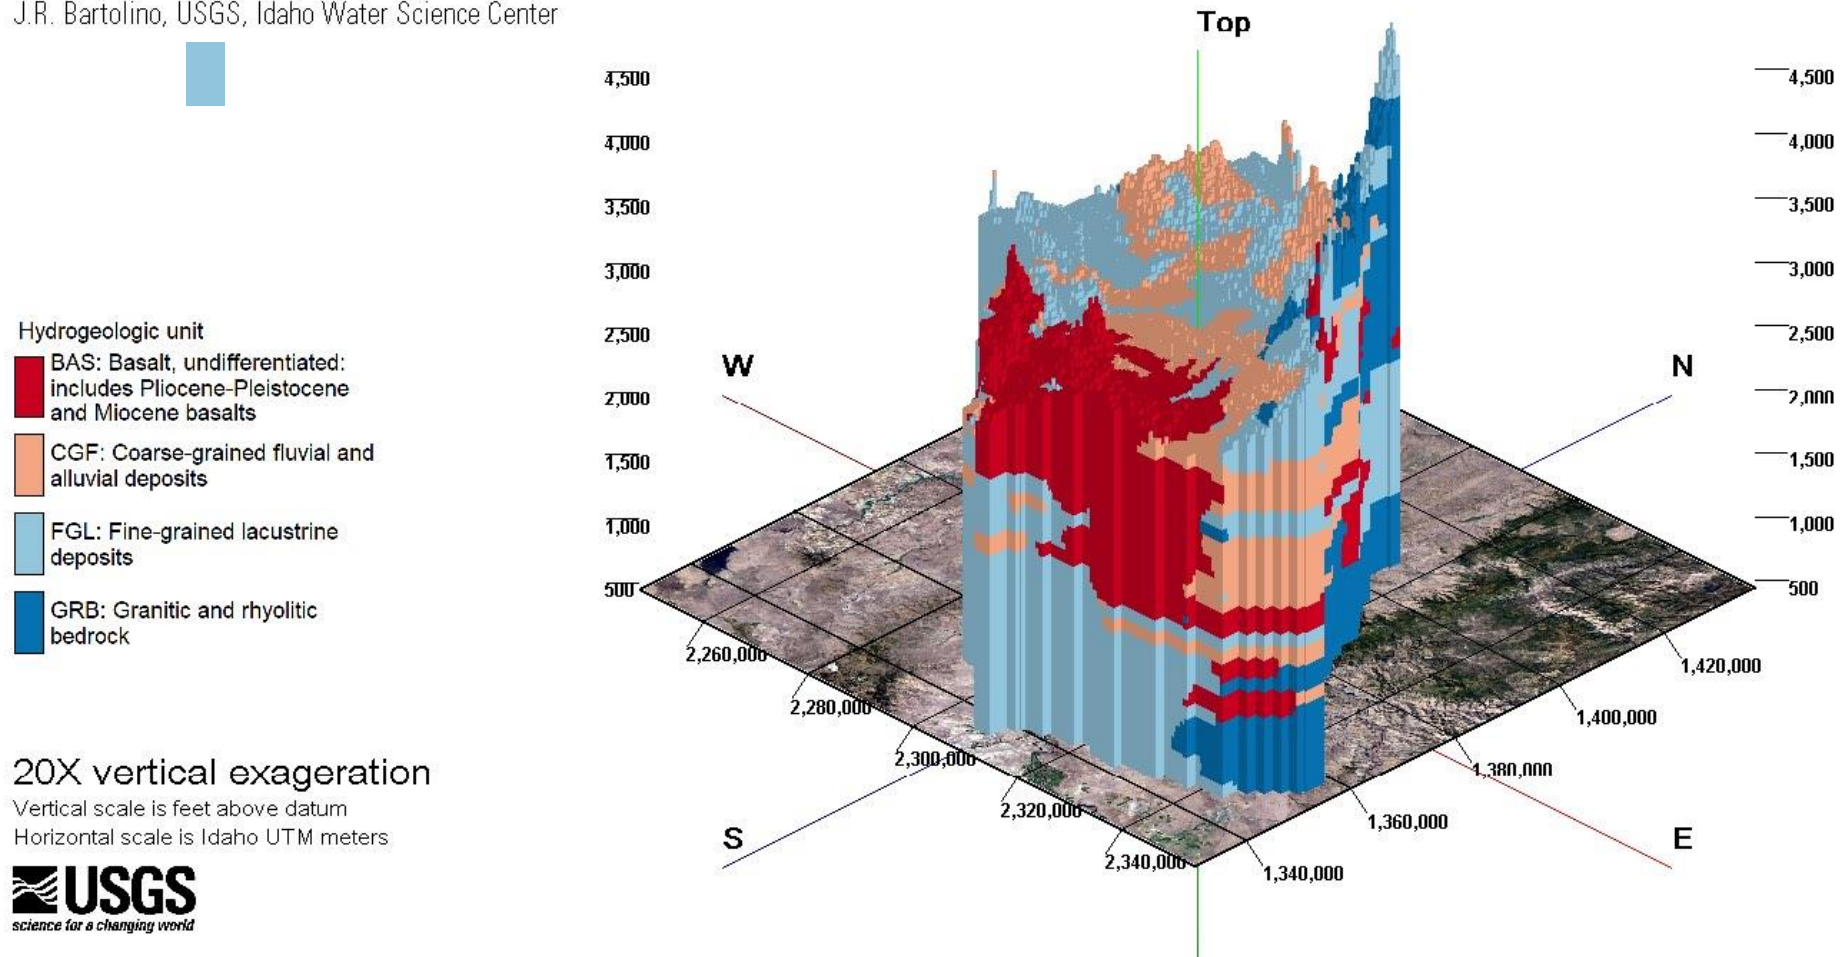 J.R. Bartolino, USGS, Idaho Water Science Center
Top
4,500
4,000
3,500
3,000
2,500
2,000
1,500
1,000
500
4,500
4,000
3,500
3,000
2,500
2,000
1,500
1,000
500
W
N
S
E
Hydrogeologic unit
BAS: Basalt, undifferentiated:
includes Pliocene-Pleistocene
and Miocene basalts
CGF: Coarse-grained fluvial and
alluvial deposits
FGL: Fine-grained lacustrine
deposits
GRB: Granitic and rhyolitic
bedrock
2,260,000
2,280,000
2,300,000
2,320,000
2,340,000
1,340,000
1,360,000
1,380,000
1,400,000
1,420,000
20X vertical exageration
Vertical scale is feet above datum
Horizontal scale is Idaho UTM meters
USGS
science for a changing world